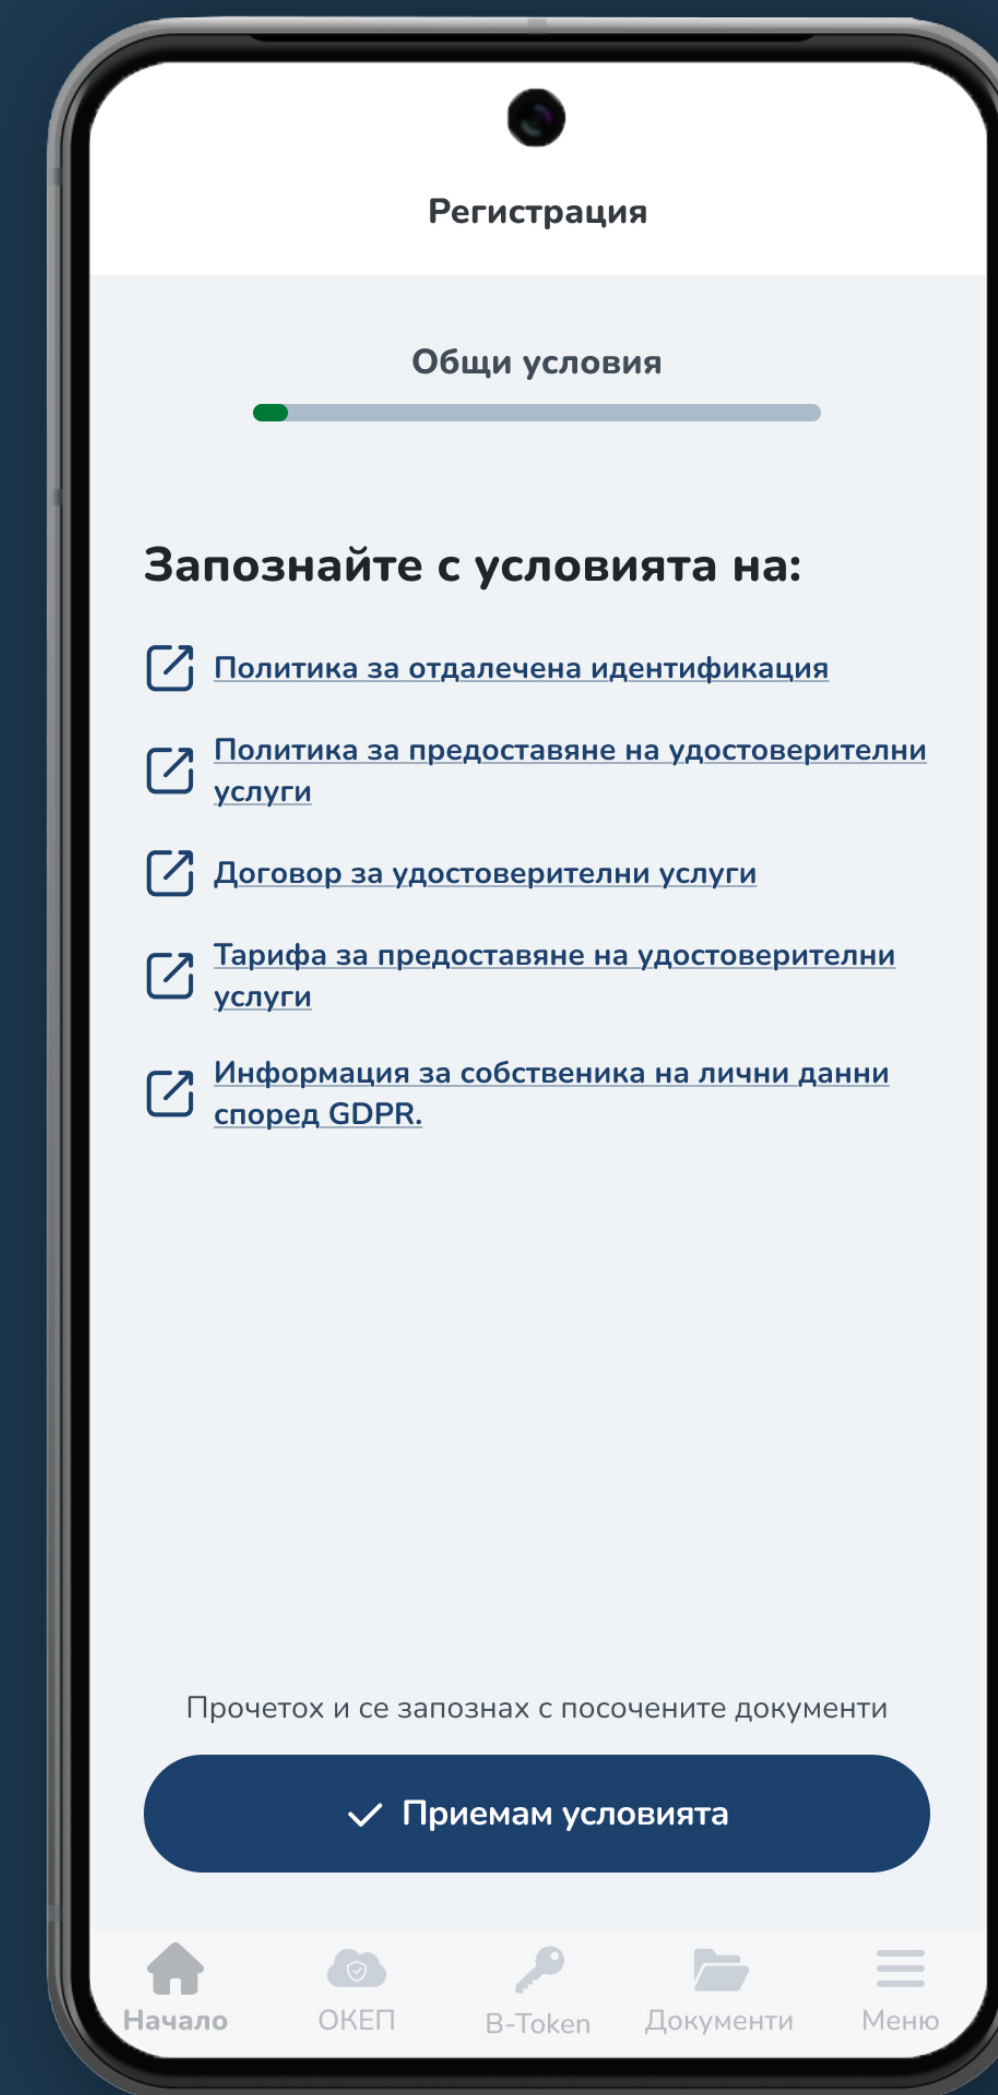 Регистрация
Общи условия
Запознайте с условията на:
Политика за отдалечена идентификация
Политика за предоставяне на удостоверителни
услуги
Договор за удостоверителни услуги
Тарифа за предоставяне на удостоверителни
услуги
Информация за собственика на лични данни
според GDPR.
Прочетох и се запознах с посочените документи
Приемам условията
Начало
ОКЕП
B-Token
Документи
Меню